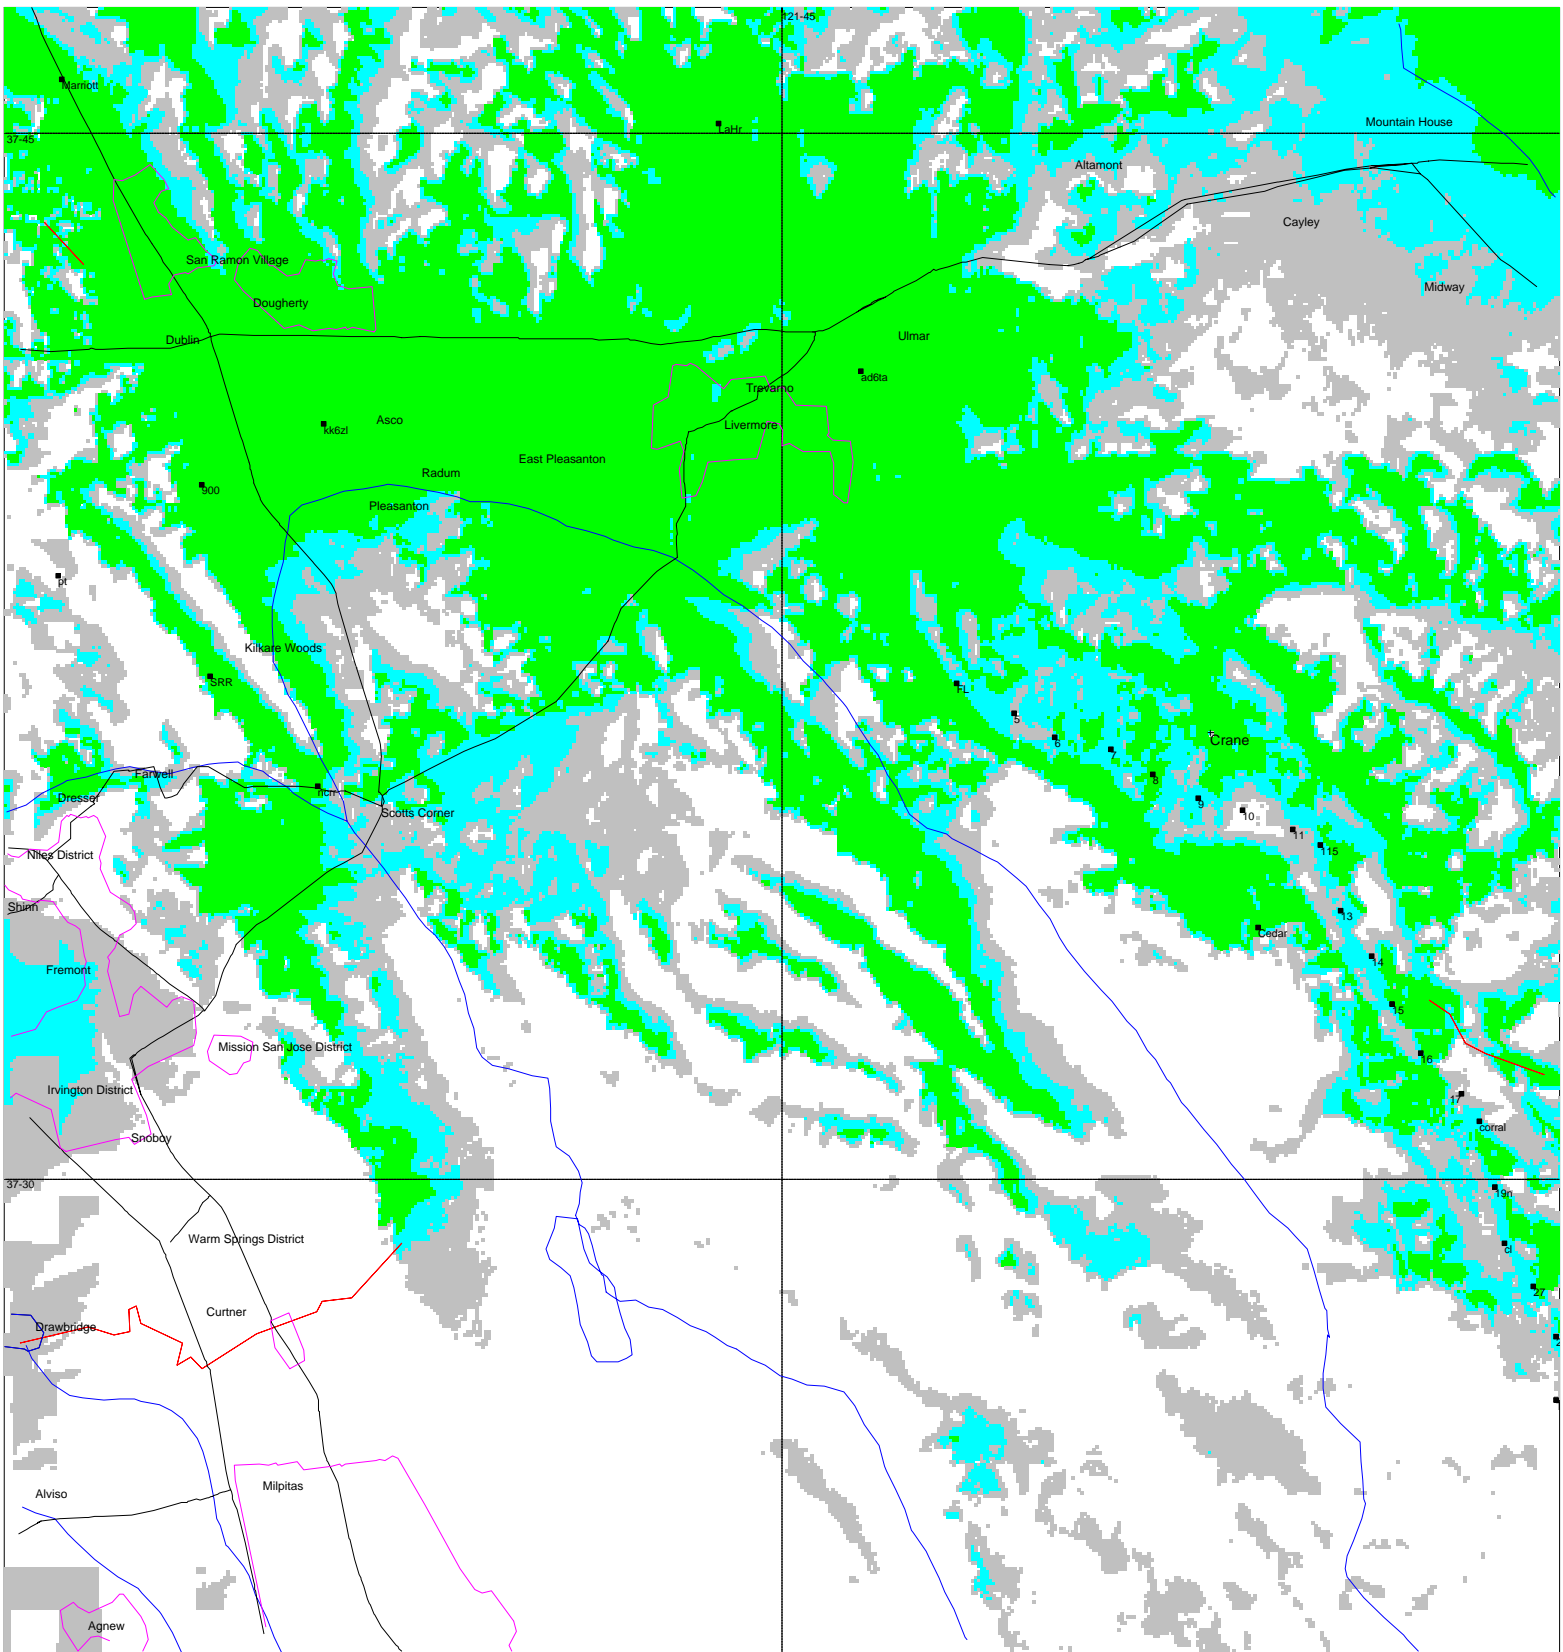 121-45
Marriott
LaHr
Mountain House
37-45
Altamont
Cayley
San Ramon Village
Midway
Dougherty
Dublin
Ulmar
ad6ta
Trevarno
Asco
Livermore
kk6zl
East Pleasanton
Radum
900
Pleasanton
pt
Kilkare Woods
SRR
FL
5
6
Crane
7
Farwell
8
ncrr
Dresser
9
10
Scotts Corner
11
115
Niles District
Shinn
13
Cedar
14
Fremont
15
Mission San Jose District
16
Irvington District
17
corral
Snoboy
37-30
19n
Warm Springs District
cl
27
Curtner
Drawbridge
Milpitas
Alviso
Agnew